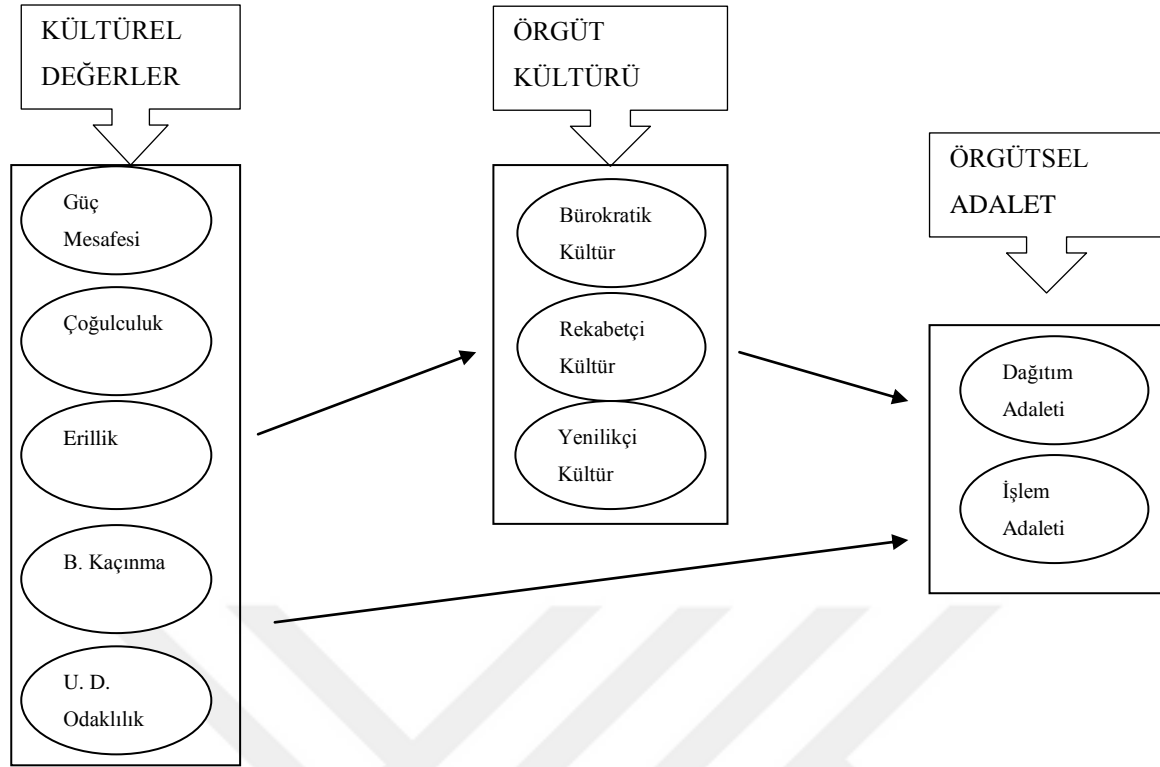 KÜLTÜREL
DEĞERLER
Güç
Mesafesi
Çoğulculuk
Erillik
B. Kaçınma
U. D.
Odaklılık
ÖRGÜT
KÜLTÜRÜ
Bürokratik
Kültür
Rekabetçi
Kültür
Yenilikçi
Kültür
ÖRGÜTSEL
ADALET
Dağıtım
Adaleti
İşlem
Adaleti